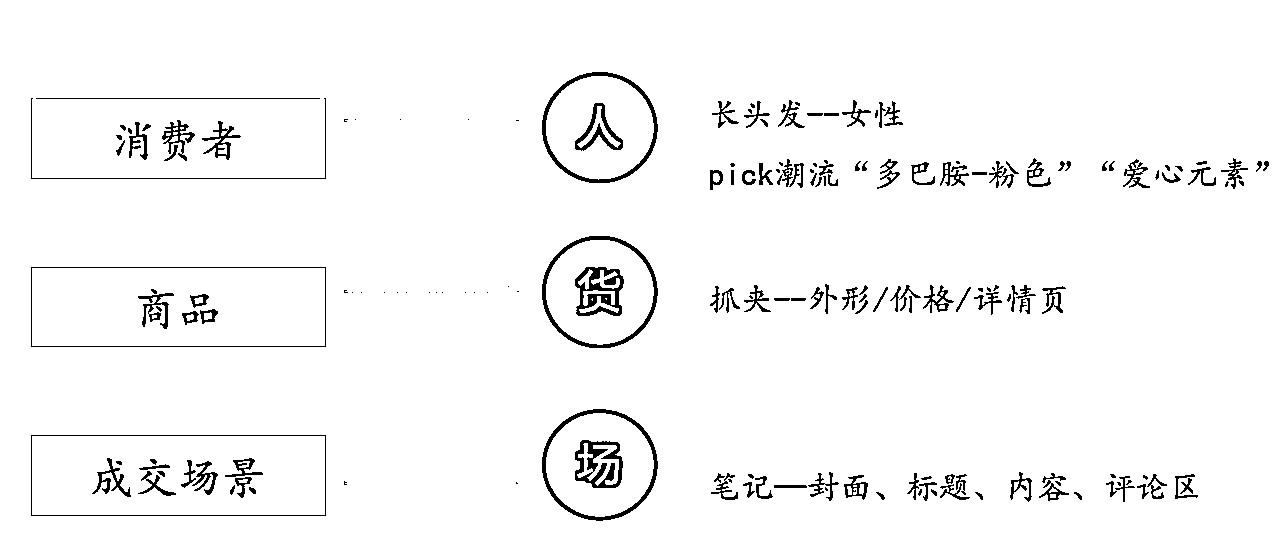 消费者
人
长头发--女性
pick潮流“多巴胺-粉色”“爱心元素”
商品
货
抓夹--外形/价格/详情页
成交场景
场
笔记--封面、标题、内容、评论区